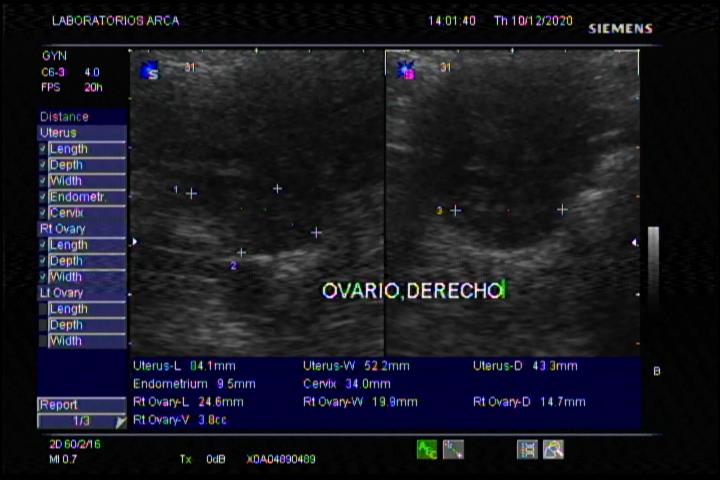 LABORATORIOS ARCA 14:01:40 Th 10/12/2020 SIEMENS
GYN
C6-3 4.0
FPS 20h
Distance
Uterus
Length
Depth
Width
Endometr.
Cervix
Rt Ovary
Length
Depth
Width
Lt Ovary
Length
Depth
Width
Report
1/3
S 31
31
1
2
3
OVARIO,DERECHO
B
Uterus-L 84.1mm Uterus-W 52.2mm Uterus-D 43.3mm
Endometrium 9.5mm Cervix 34.0mm
Rt Ovary-L 24.6mm Rt Ovary-W 19.9mm Rt Ovary-D 14.7mm
Rt Ovary-V 3.8cc
2D 60/2/16
MI 0.7 Tx 0dB XDA04890489